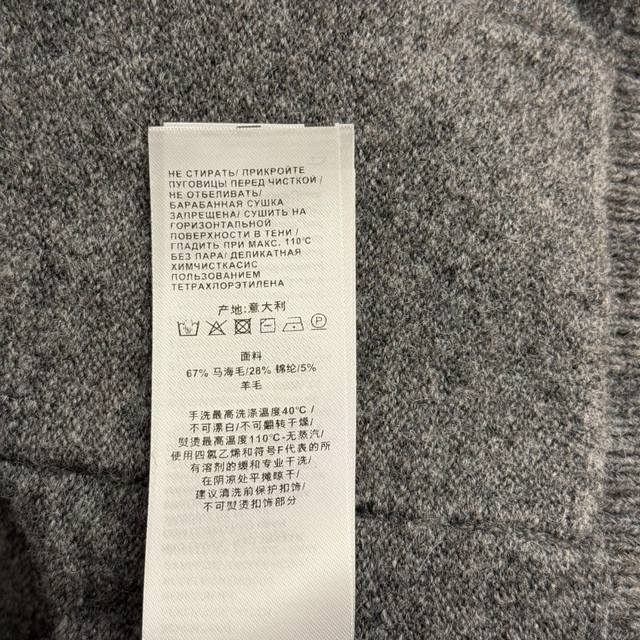 НЕ СТИРАТЬ/ ПРИКРОЙТЕ
ПУГОВИЦЫ ПЕРЕД ЧИСТКОЙ /
НЕ ОТБЕЛИВАТЬ/
БАРАБАННАЯ СУШКА
ЗАПРЕЩЕНА/ СУШИТЬ НА
ГОРИЗОНТАЛЬНОЙ
ПОВЕРХНОСТИ В ТЕНИ /
ГЛАДИТЬ ПРИ МАКС. 110°C
БЕЗ ПАРА/ ДЕЛИКАТНАЯ
ХИМЧИСТКАСИС
ПОЛЬЗОВАНИЕМ
ТЕТРАХЛОРЭТИЛЕНА
产地:意大利
P
面料
67% 马海毛/28% 锦纶/5%
羊毛
手洗最高洗涤温度40°C/
不可漂白/不可翻转干燥/
熨烫最高温度110°C-无蒸汽/
使用四氯乙烯和符号F代表的所
有溶剂的缓和专业干洗/
在阴凉处平摊晾干/
建议清洗前保护扣饰/
不可熨烫扣饰部分